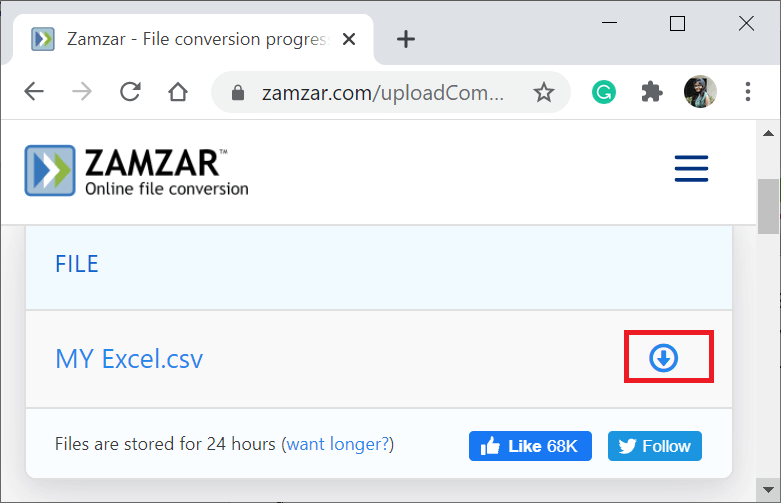 Zamzar - File conversion progres
zamzar.com/uploadCom...
ZAMZAR™
Online file conversion
FILE
MY Excel.csv
Files are stored for 24 hours (want longer?)
Like 68K
Follow